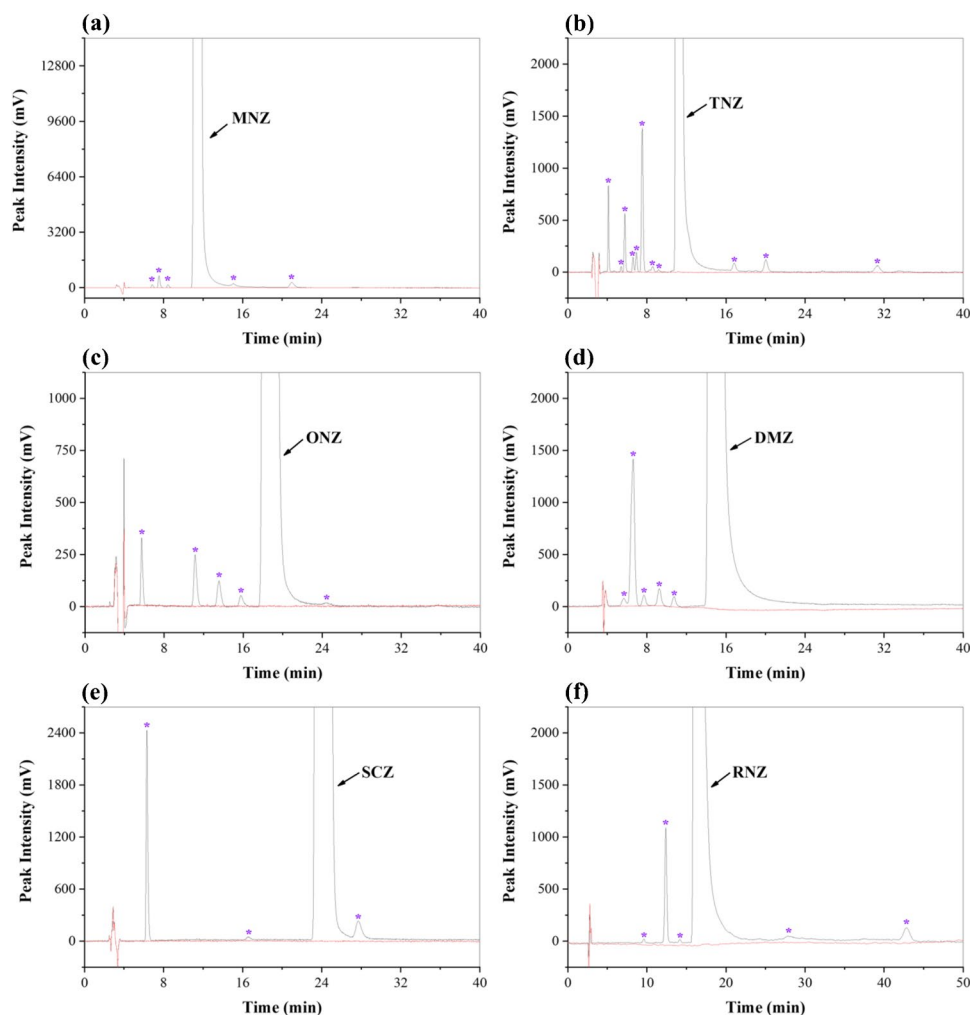 (a)
12800
9600
6400
3200
0
Peak Intensity (mV)
MNZ
0 8 16 24 32 40
Time (min)
(b)
2000
1500
1000
500
0
Peak Intensity (mV)
TNZ
0 8 16 24 32 40
Time (min)
(c)
1000
750
500
250
0
Peak Intensity (mV)
ONZ
0 8 16 24 32 40
Time (min)
(d)
2000
1500
1000
500
0
Peak Intensity (mV)
DMZ
0 8 16 24 32 40
Time (min)
(e)
2400
1800
1200
600
0
Peak Intensity (mV)
SCZ
0 8 16 24 32 40
Time (min)
(f)
2000
1500
1000
500
0
Peak Intensity (mV)
RNZ
0 10 20 30 40 50
Time (min)